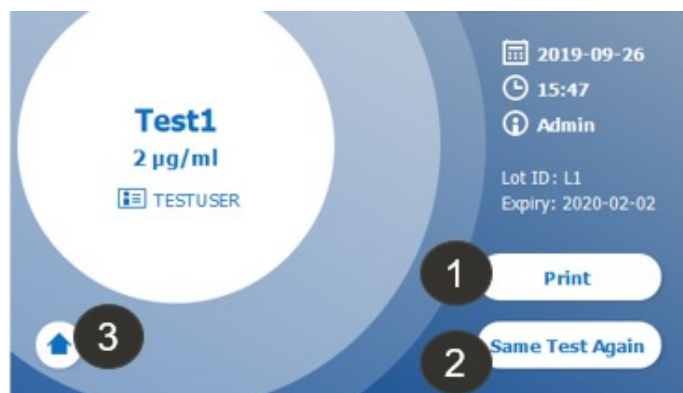 Test1
2 µg/ml
TESTUSER
2019-09-26
15:47
Admin
Lot ID: L1
Expiry: 2020-02-02
1
Print
2
Same Test Again
3